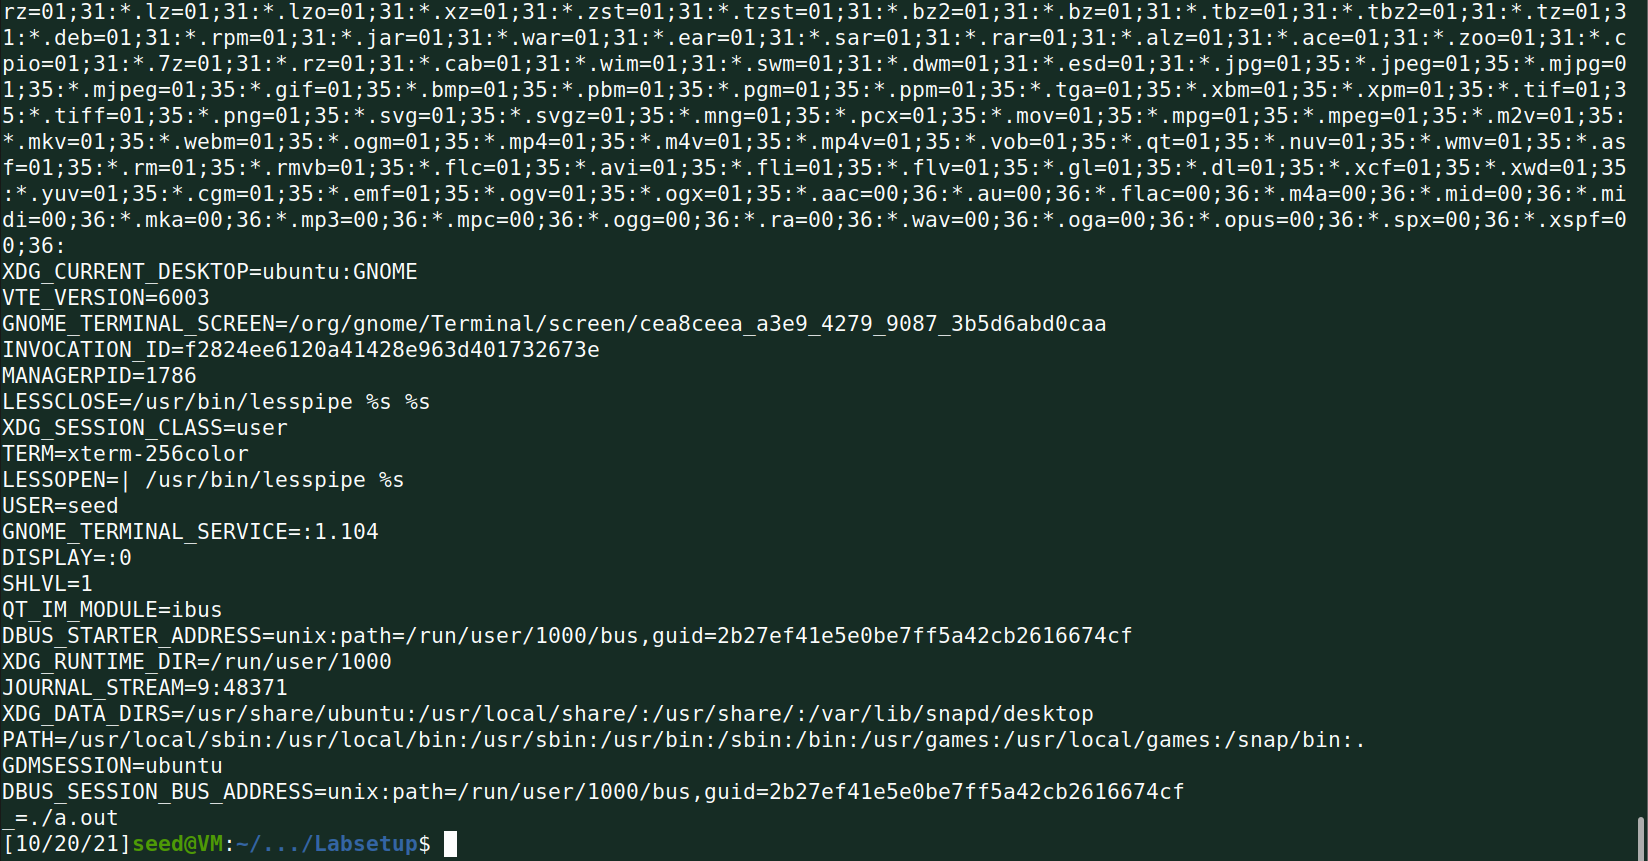 rz=01;31:*.lz=01;31:*.lzo=01;31:*.xz=01;31:*.zst=01;31:*.tzst=01;31:*.bz2=01;31:*.bz=01;31:*.tbz=01;31:*.tbz2=01;31:*.tz=01;3
1:*.deb=01;31:*.rpm=01;31:*.jar=01;31:*.war=01;31:*.ear=01;31:*.sar=01;31:*.rar=01;31:*.alz=01;31:*.ace=01;31:*.zoo=01;31:*.c
pio=01;31:*.7z=01;31:*.rz=01;31:*.cab=01;31:*.wim=01;31:*.swm=01;31:*.dwm=01;31:*.esd=01;31:*.jpg=01;35:*.jpeg=01;35:*.mjpg=0
1;35:*.mjpeg=01;35:*.gif=01;35:*.bmp=01;35:*.pbm=01;35:*.pgm=01;35:*.ppm=01;35:*.tga=01;35:*.xbm=01;35:*.xpm=01;35:*.tif=01;3
5:*.tiff=01;35:*.png=01;35:*.svg=01;35:*.svgz=01;35:*.mng=01;35:*.pcx=01;35:*.mov=01;35:*.mpg=01;35:*.mpeg=01;35:*.m2v=01;35:
*.mkv=01;35:*.webm=01;35:*.ogm=01;35:*.mp4=01;35:*.m4v=01;35:*.mp4v=01;35:*.vob=01;35:*.qt=01;35:*.nuv=01;35:*.wmv=01;35:*.as
f=01;35:*.rm=01;35:*.rmvb=01;35:*.flc=01;35:*.avi=01;35:*.fli=01;35:*.flv=01;35:*.gl=01;35:*.dl=01;35:*.xcf=01;35:*.xwd=01;35
:*.yuv=01;35:*.cgm=01;35:*.emf=01;35:*.ogv=01;35:*.ogx=01;35:*.aac=00;36:*.au=00;36:*.flac=00;36:*.m4a=00;36:*.mid=00;36:*.mi
di=00;36:*.mka=00;36:*.mp3=00;36:*.mpc=00;36:*.ogg=00;36:*.ra=00;36:*.wav=00;36:*.oga=00;36:*.opus=00;36:*.spx=00;36:*.xspf=0
0;36:
XDG_CURRENT_DESKTOP=ubuntu:GNOME
VTE_VERSION=6003
GNOME_TERMINAL_SCREEN=/org/gnome/Terminal/screen/cea8ceea_a3e9_4279_9087_3b5d6abd0caa
INVOCATION_ID=f2824ee6120a41428e963d401732673e
MANAGERPID=1786
LESSCLOSE=/usr/bin/lesspipe %s %s
XDG_SESSION_CLASS=user
TERM=xterm-256color
LESSOPEN=| /usr/bin/lesspipe %s
USER=seed
GNOME_TERMINAL_SERVICE=:1.104
DISPLAY=:0
SHLVL=1
QT_IM_MODULE=ibus
DBUS_STARTER_ADDRESS=unix:path=/run/user/1000/bus,guid=2b27ef41e5e0be7ff5a42cb2616674cf
XDG_RUNTIME_DIR=/run/user/1000
JOURNAL_STREAM=9:48371
XDG_DATA_DIRS=/usr/share/ubuntu:/usr/local/share/:/usr/share/:/var/lib/snapd/desktop
PATH=/usr/local/sbin:/usr/local/bin:/usr/sbin:/usr/bin:/sbin:/bin:/usr/games:/usr/local/games:/snap/bin:.
GDMSESSION=ubuntu
DBUS_SESSION_BUS_ADDRESS=unix:path=/run/user/1000/bus,guid=2b27ef41e5e0be7ff5a42cb2616674cf
_=./a.out
[10/20/21]seed@VM:~/.../Labsetup$